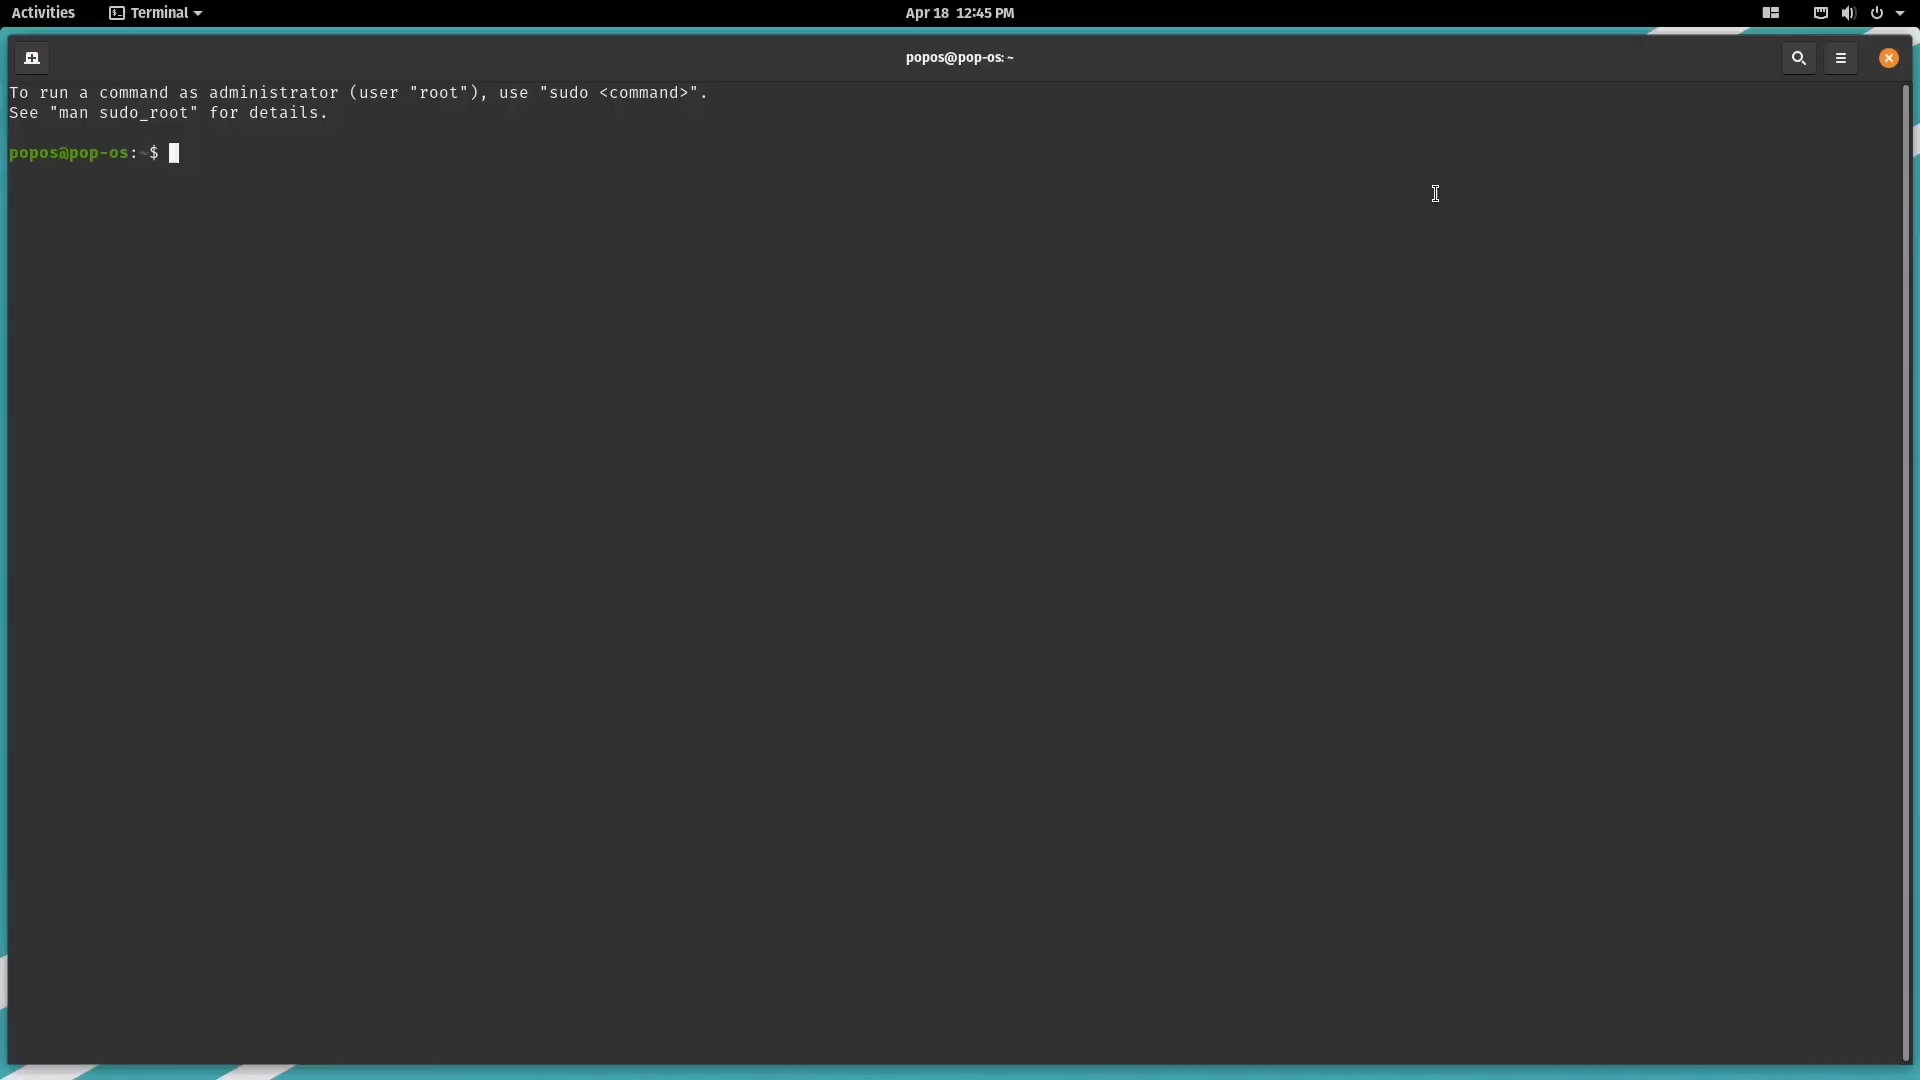 Activities Terminal Apr 18 12:45 PM
popos@pop-os: ~
To run a command as administrator (user "root"), use "sudo <command>".
See "man sudo_root" for details.
popos@pop-os:~$